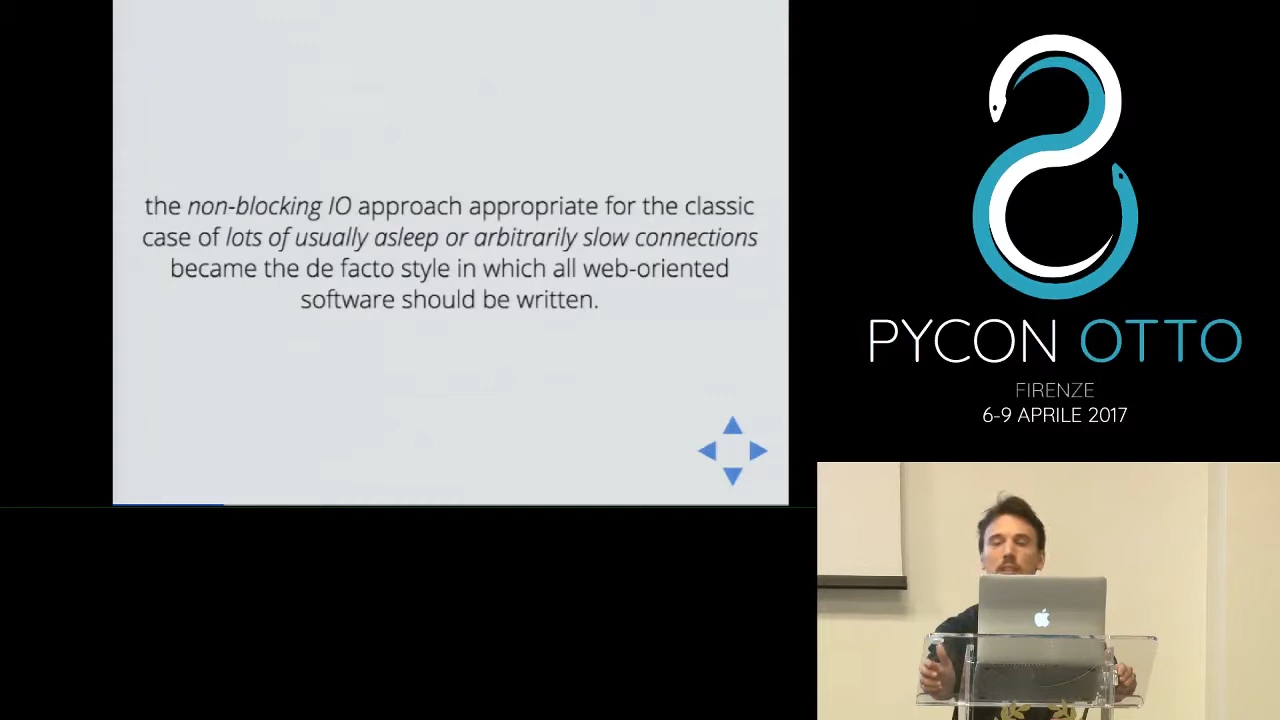 the non-blocking IO approach appropriate for the classic
case of lots of usually asleep or arbitrarily slow connections
became the de facto style in which all web-oriented
software should be written.
PYCON OTTO
FIRENZE
6-9 APRILE 2017